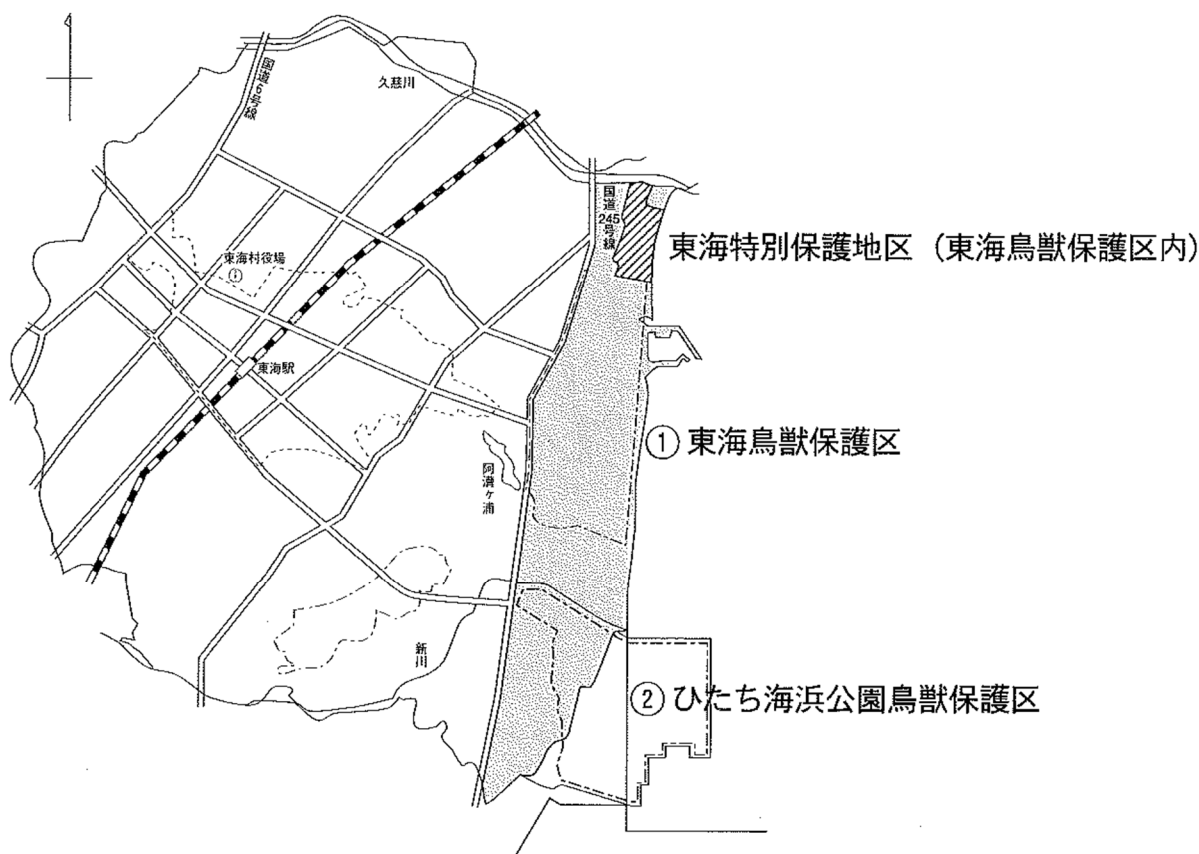 久慈川
国道6号線
国道245号線
東海特別保護地区（東海鳥獣保護区内）
東海村役場
東海駅
① 東海鳥獣保護区
阿漕ヶ浦
新川
② ひたち海浜公園鳥獣保護区